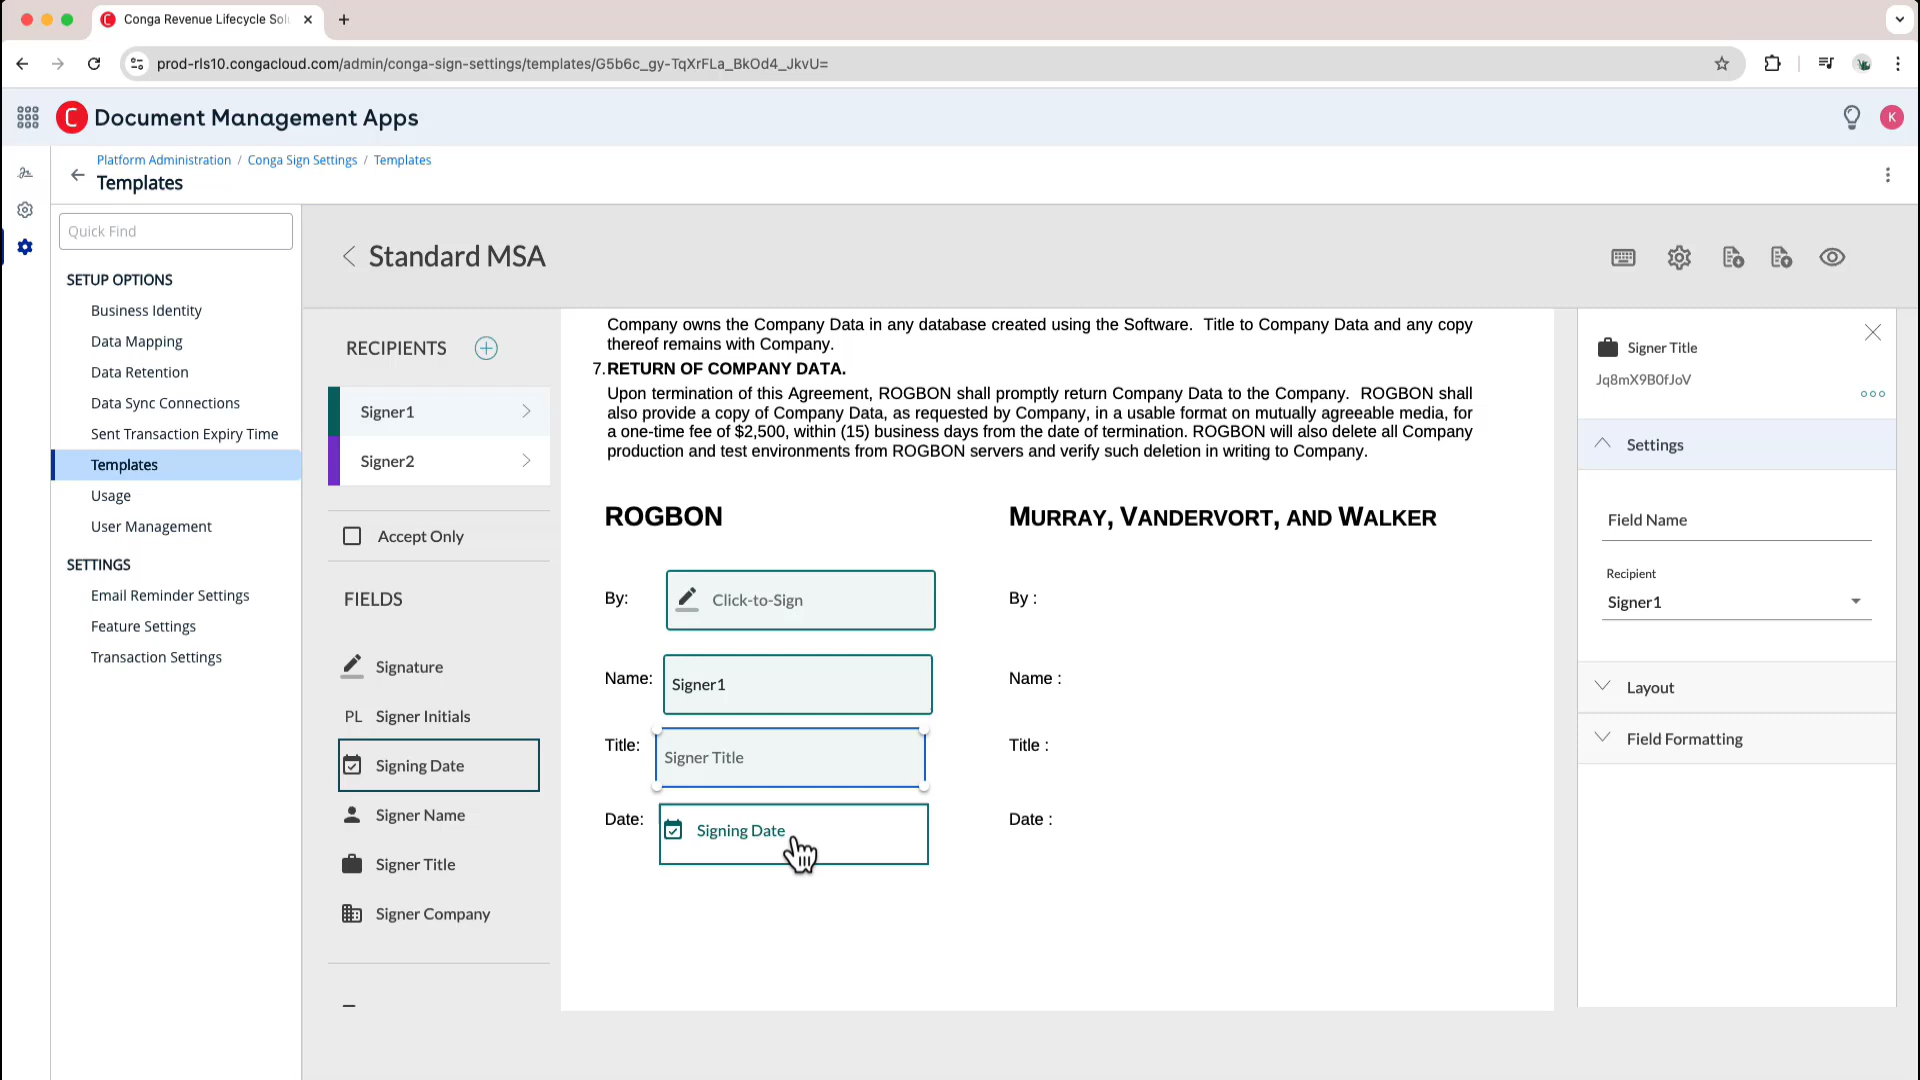 Conga Revenue Lifecycle Solu
prod-rls10.congacloud.com/admin/conga-sign-settings/templates/G5b6c_gy-TqXrFLa_BkOd4_JkvU=
Document Management Apps
K
Platform Administration / Conga Sign Settings / Templates
Templates
Quick Find
SETUP OPTIONS
Business Identity
Data Mapping
Data Retention
Data Sync Connections
Sent Transaction Expiry Time
Templates
Usage
User Management
SETTINGS
Email Reminder Settings
Feature Settings
Transaction Settings
Standard MSA
RECIPIENTS
Signer1
Signer2
Accept Only
FIELDS
Signature
PL Signer Initials
Signing Date
Signer Name
Signer Title
Signer Company
Company owns the Company Data in any database created using the Software. Title to Company Data and any copy
thereof remains with Company.
7. RETURN OF COMPANY DATA.
Upon termination of this Agreement, ROGBON shall promptly return Company Data to the Company. ROGBON shall
also provide a copy of Company Data, as requested by Company, in a usable format on mutually agreeable media, for
a one-time fee of $2,500, within (15) business days from the date of termination. ROGBON will also delete all Company
production and test environments from ROGBON servers and verify such deletion in writing to Company.
ROGBON
MURRAY, VANDERVORT, AND WALKER
By: Click-to-Sign
By :
Name: Signer1
Name :
Title: Signer Title
Title :
Date: Signing Date
Date :
Signer Title
Jq8mX9B0fJoV
Settings
Field Name
Recipient
Signer1
Layout
Field Formatting